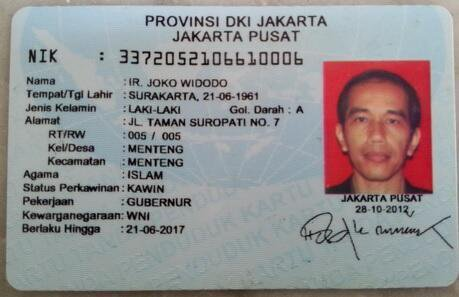 PROVINSI DKI JAKARTA
JAKARTA PUSAT
NIK : 3372052106610006
Nama : IR. JOKO WIDODO
Tempat/Tgl Lahir : SURAKARTA, 21-06-1961
Jenis Kelamin : LAKI-LAKI Gol. Darah : A
Alamat : JL. TAMAN SUROPATI NO. 7
RT/RW : 005 / 005
Kel/Desa : MENTENG
Kecamatan : MENTENG
Agama : ISLAM
Status Perkawinan : KAWIN
Pekerjaan : GUBERNUR
Kewarganegaraan : WNI
Berlaku Hingga : 21-06-2017
JAKARTA PUSAT
28-10-2012